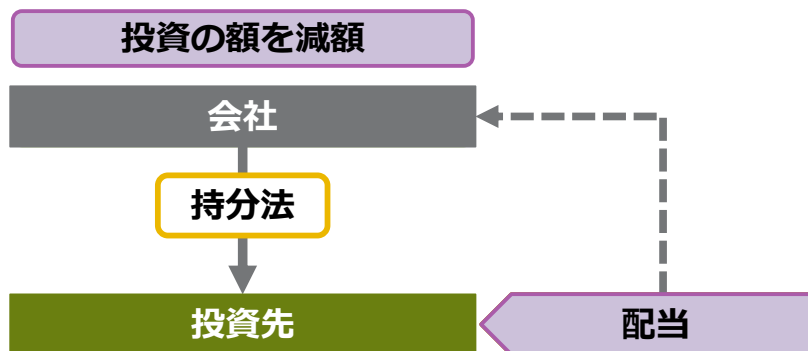 投資の額を減額
会社
持分法
投資先
配当